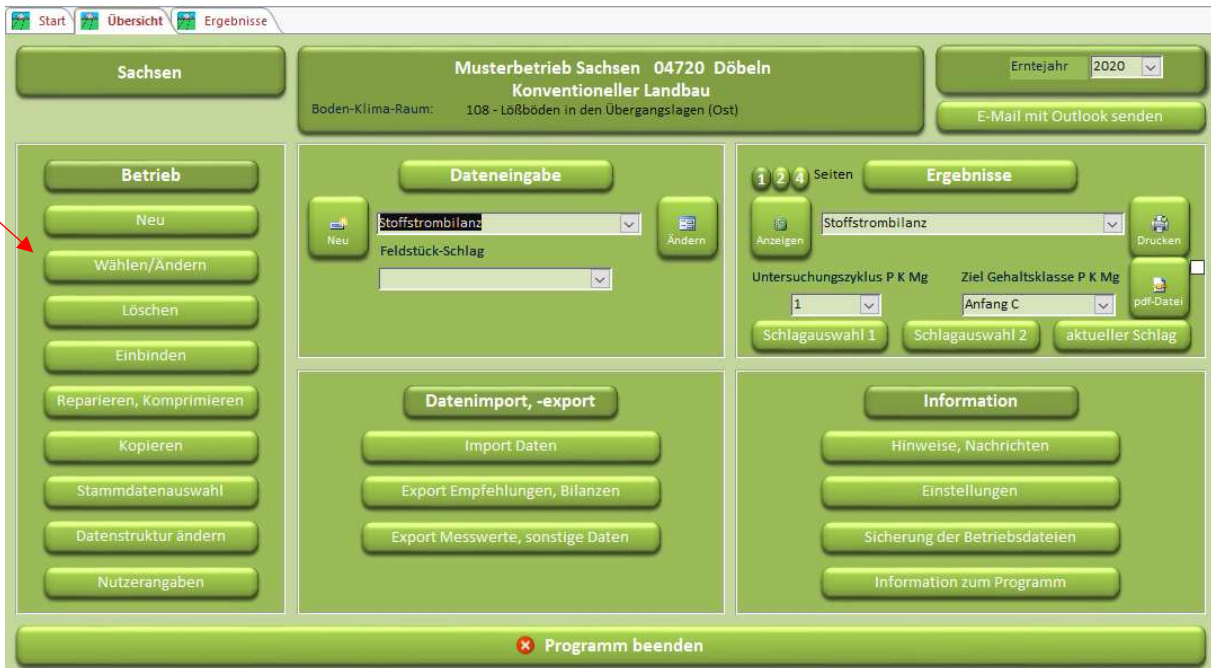 Start Übersicht Ergebnisse
Sachsen
Musterbetrieb Sachsen 04720 Döbeln
Konventioneller Landbau
Boden-Klima-Raum: 108 - Lößböden in den Übergangslagen (Ost)
Erntejahr 2020
E-Mail mit Outlook senden
Betrieb
Neu
Wählen/Ändern
Löschen
Einbinden
Reparieren, Komprimieren
Kopieren
Stammdatenauswahl
Datenstruktur ändern
Nutzerangaben
Dateneingabe
Neu
Stoffstrombilanz
Ändern
Feldstück-Schlag
1 2 4 Seiten Ergebnisse
Anzeigen
Stoffstrombilanz
Drucken
Untersuchungszyklus P K Mg Ziel Gehaltsklasse P K Mg
1 Anfang C
pdf-Datei
Schlagauswahl 1 Schlagauswahl 2 aktueller Schlag
Datenimport, -export
Import Daten
Export Empfehlungen, Bilanzen
Export Messwerte, sonstige Daten
Information
Hinweise, Nachrichten
Einstellungen
Sicherung der Betriebsdateien
Information zum Programm
Programm beenden